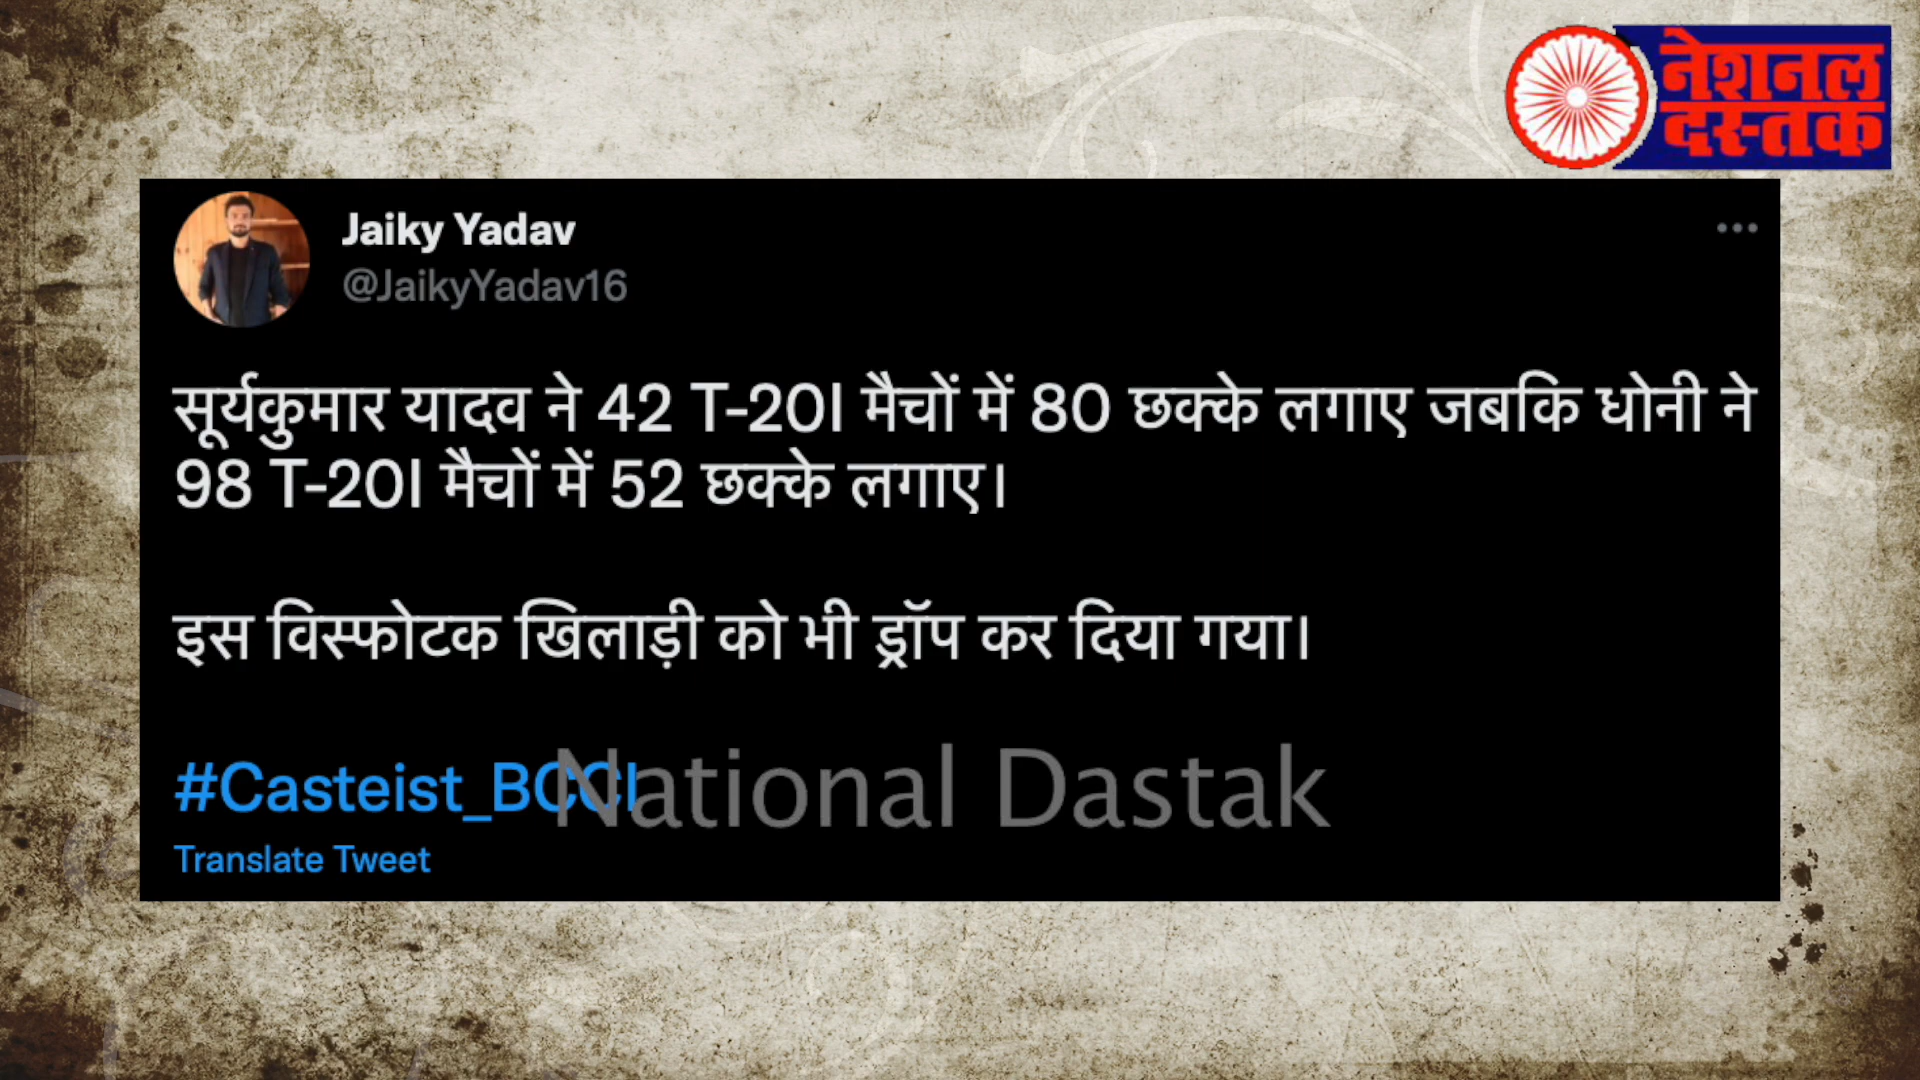 नेशनल
दस्तक
Jaiky Yadav
@JaikyYadav16
सूर्यकुमार यादव ने 42 T-20I मैचों में 80 छक्के लगाए जबकि धोनी ने
98 T-20I मैचों में 52 छक्के लगाए।
इस विस्फोटक खिलाड़ी को भी ड्रॉप कर दिया गया।
#Casteist_BCCI
National Dastak
Translate Tweet